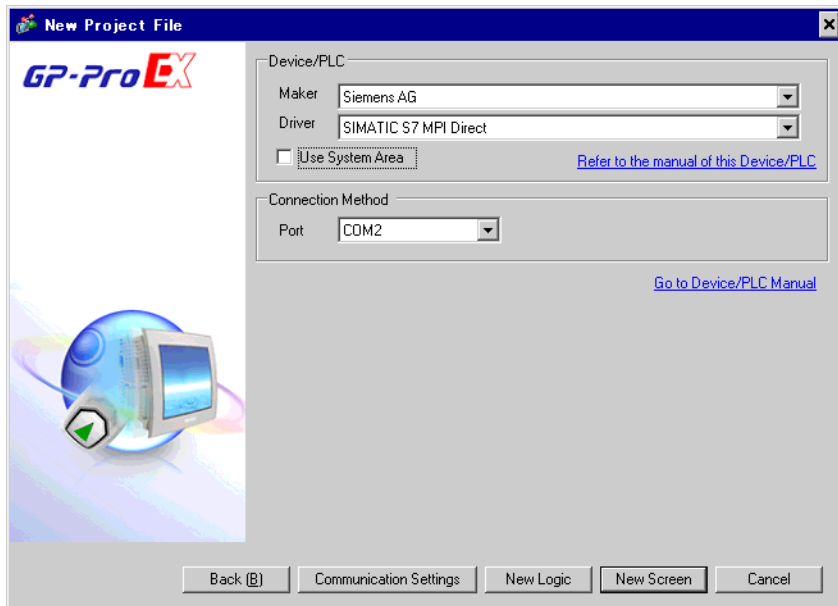 New Project File
GP-Pro EX
Device/PLC
Maker Siemens AG
Driver SIMATIC S7 MPI Direct
Use System Area Refer to the manual of this Device/PLC
Connection Method
Port COM2
Go to Device/PLC Manual
Back (B) Communication Settings New Logic New Screen Cancel